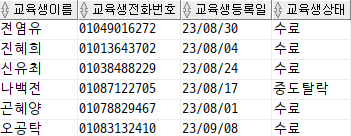 교육생이름 교육생전화번호 교육생등록일 교육생상태
전염유 01049016272 23/08/30 수료
진혜희 01013643702 23/08/04 수료
신유최 01038488229 23/08/24 수료
나백전 01087122705 23/08/17 중도탈락
곤혜양 01078829467 23/08/01 수료
오공탁 01083132410 23/09/08 수료